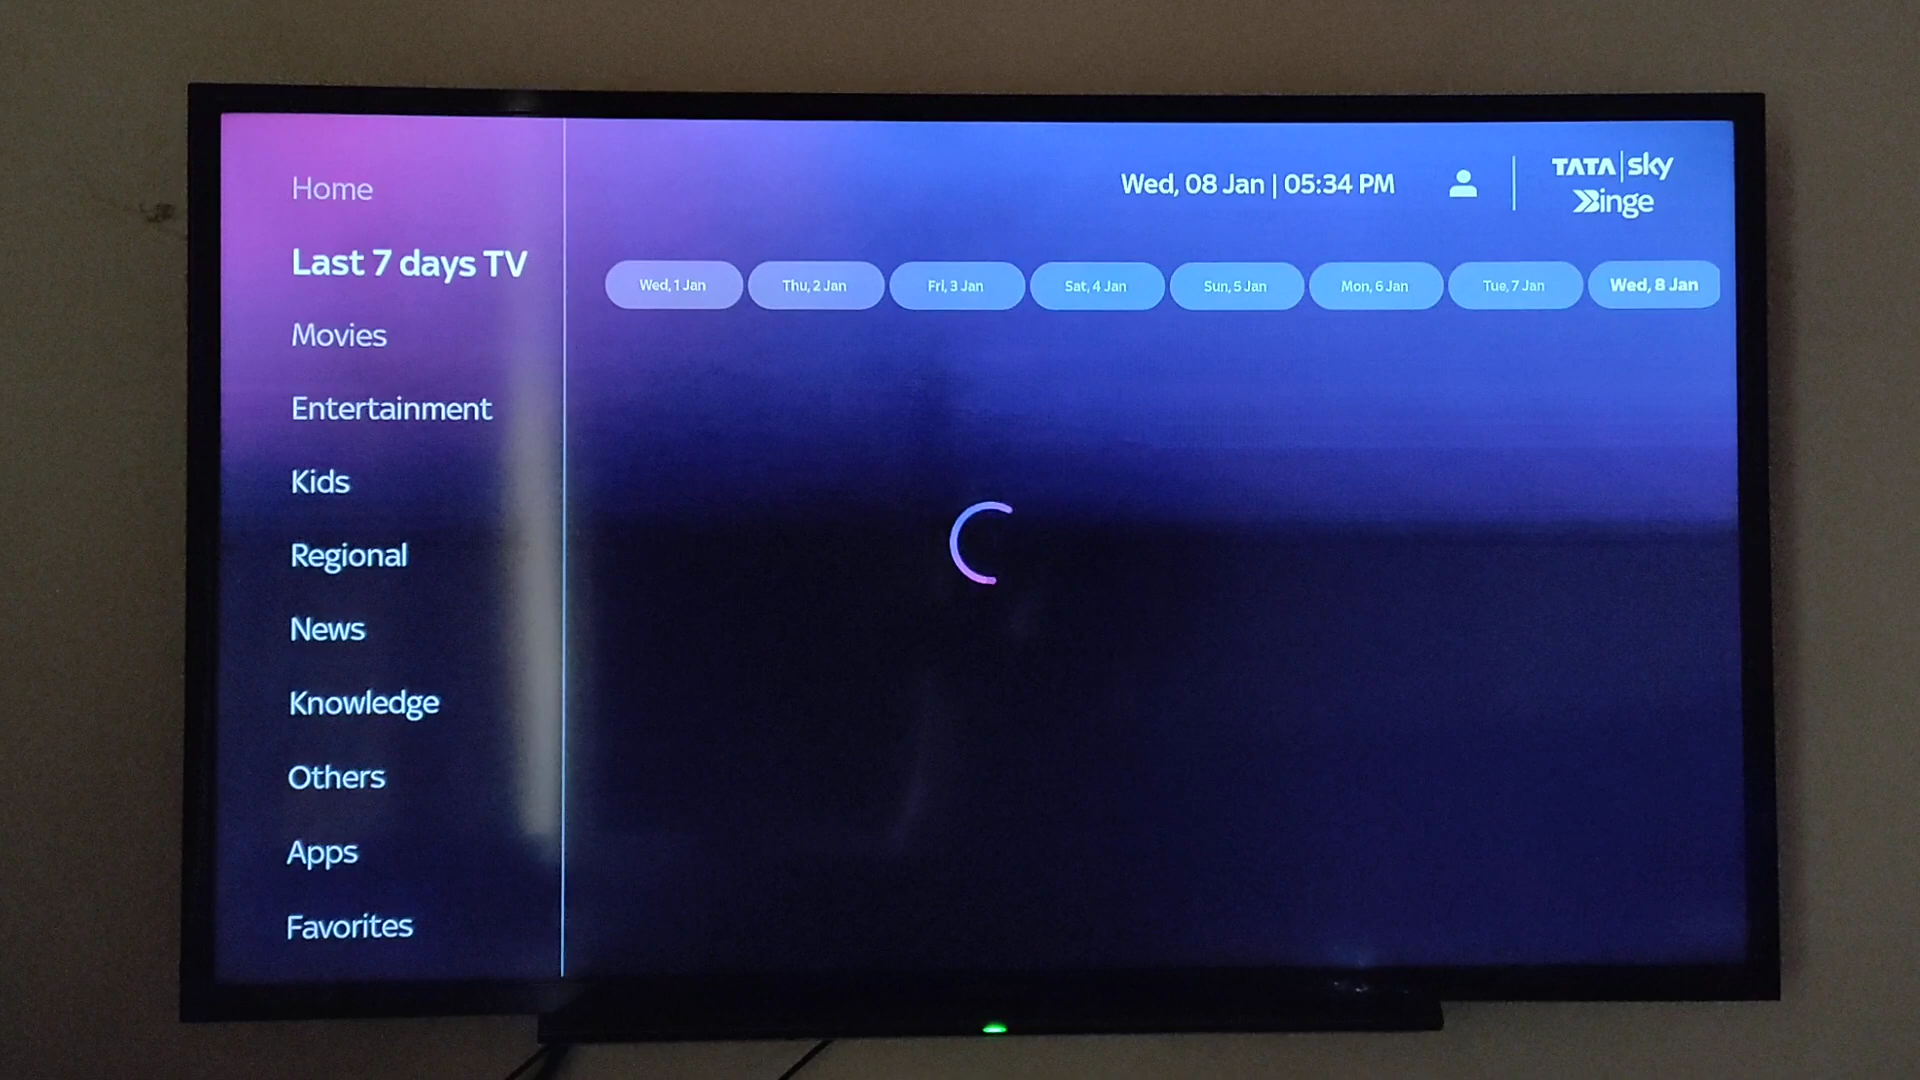 Home
Last 7 days TV
Movies
Entertainment
Kids
Regional
News
Knowledge
Others
Apps
Favorites
Wed, 08 Jan | 05:34 PM
TATA|sky
Binge
Wed, 1 Jan
Thu, 2 Jan
Fri, 3 Jan
Sat, 4 Jan
Sun, 5 Jan
Mon, 6 Jan
Tue, 7 Jan
Wed, 8 Jan